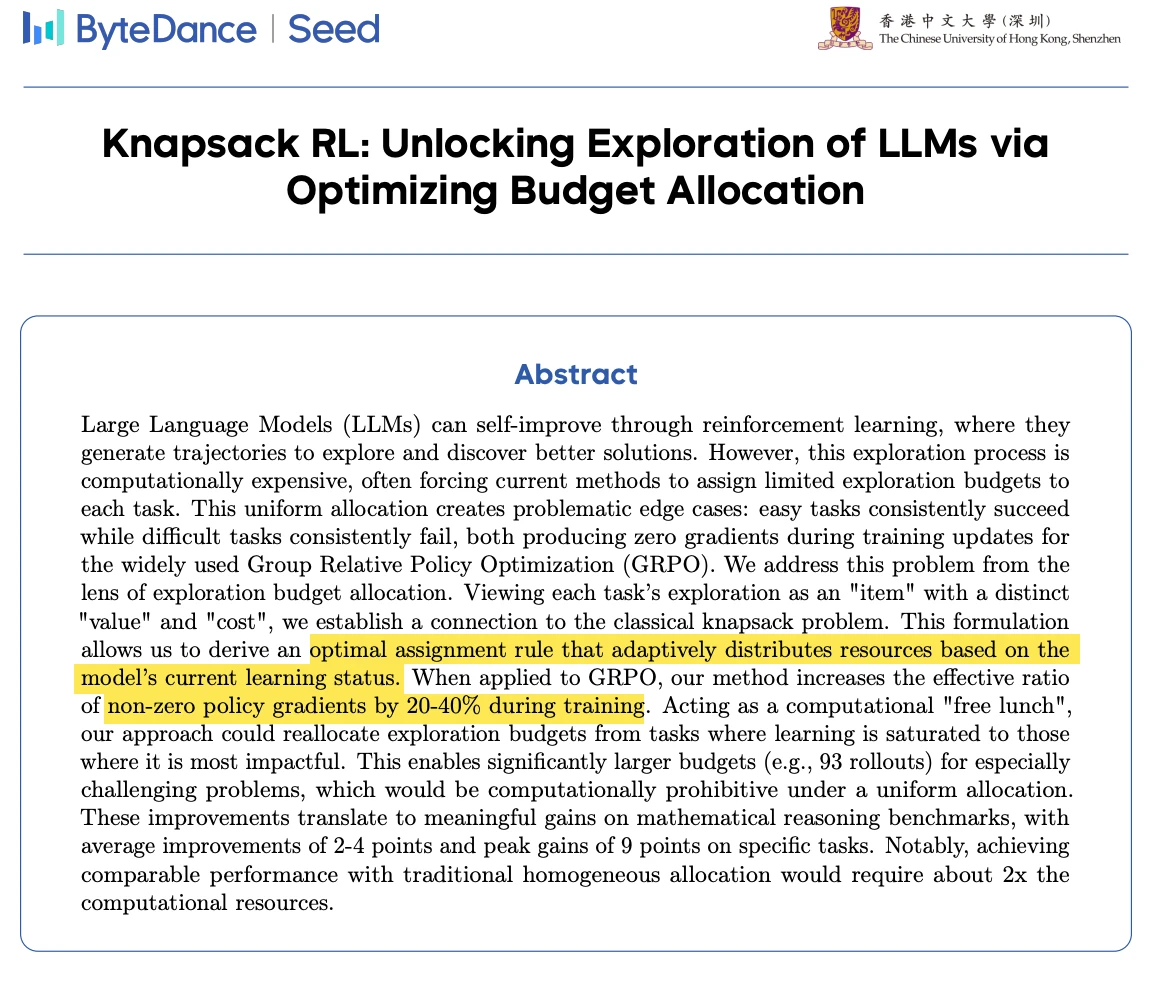 ByteDance | Seed
香港中文大學(深圳)
The Chinese University of Hong Kong, Shenzhen
Knapsack RL: Unlocking Exploration of LLMs via
Optimizing Budget Allocation
Abstract
Large Language Models (LLMs) can self-improve through reinforcement learning, where they
generate trajectories to explore and discover better solutions. However, this exploration process is
computationally expensive, often forcing current methods to assign limited exploration budgets to
each task. This uniform allocation creates problematic edge cases: easy tasks consistently succeed
while difficult tasks consistently fail, both producing zero gradients during training updates for
the widely used Group Relative Policy Optimization (GRPO). We address this problem from the
lens of exploration budget allocation. Viewing each task's exploration as an "item" with a distinct
"value" and "cost", we establish a connection to the classical knapsack problem. This formulation
allows us to derive an optimal assignment rule that adaptively distributes resources based on the
model's current learning status. When applied to GRPO, our method increases the effective ratio
of non-zero policy gradients by 20-40% during training. Acting as a computational "free lunch",
our approach could reallocate exploration budgets from tasks where learning is saturated to those
where it is most impactful. This enables significantly larger budgets (e.g., 93 rollouts) for especially
challenging problems, which would be computationally prohibitive under a uniform allocation.
These improvements translate to meaningful gains on mathematical reasoning benchmarks, with
average improvements of 2-4 points and peak gains of 9 points on specific tasks. Notably, achieving
comparable performance with traditional homogeneous allocation would require about 2x the
computational resources.